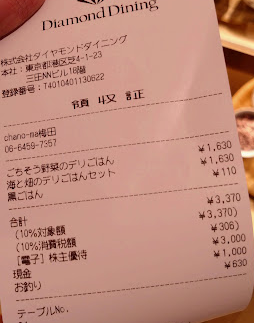 Diamond Dining
株式会社ダイヤモンドダイニング
本社：東京都港区芝4-1-23
三田NNビル18階
登録番号：T4010401130622
領収証
chano-ma梅田
06-6459-7357
ごちそう野菜のデリごはん ¥1,630
海と畑のデリごはんセット ¥1,630
黒ごはん ¥110
合計 ¥3,370
(10%対象額 ¥3,370)
(10%消費税額 ¥306)
[電子] 株主優待 ¥3,000
現金 ¥1,000
お釣り ¥630
テーブルNo.